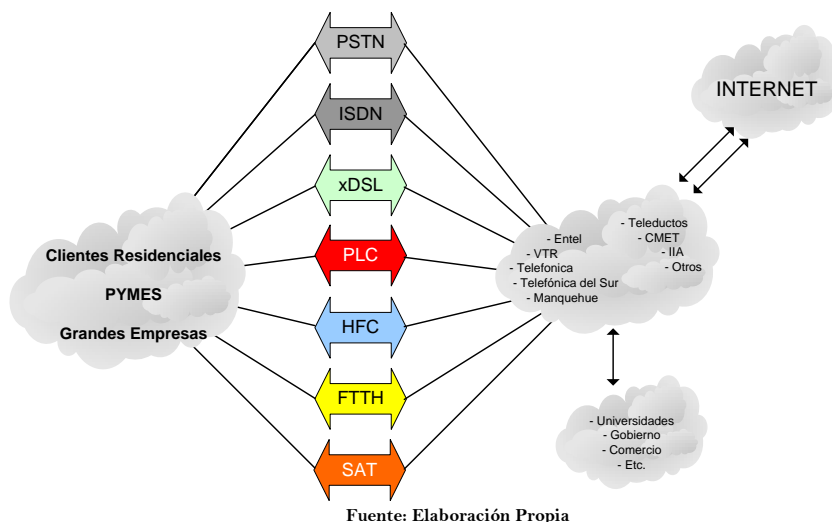 PSTN
ISDN
xDSL
PLC
HFC
FTTH
SAT
Clientes Residenciales
PYMES
Grandes Empresas
- Entel
- VTR
- Telefonica
- Telefónica del Sur
- Manquehue
- Teleductos
- CMET
- IIA
- Otros
INTERNET
- Universidades
- Gobierno
- Comercio
- Etc.
Fuente: Elaboración Propia